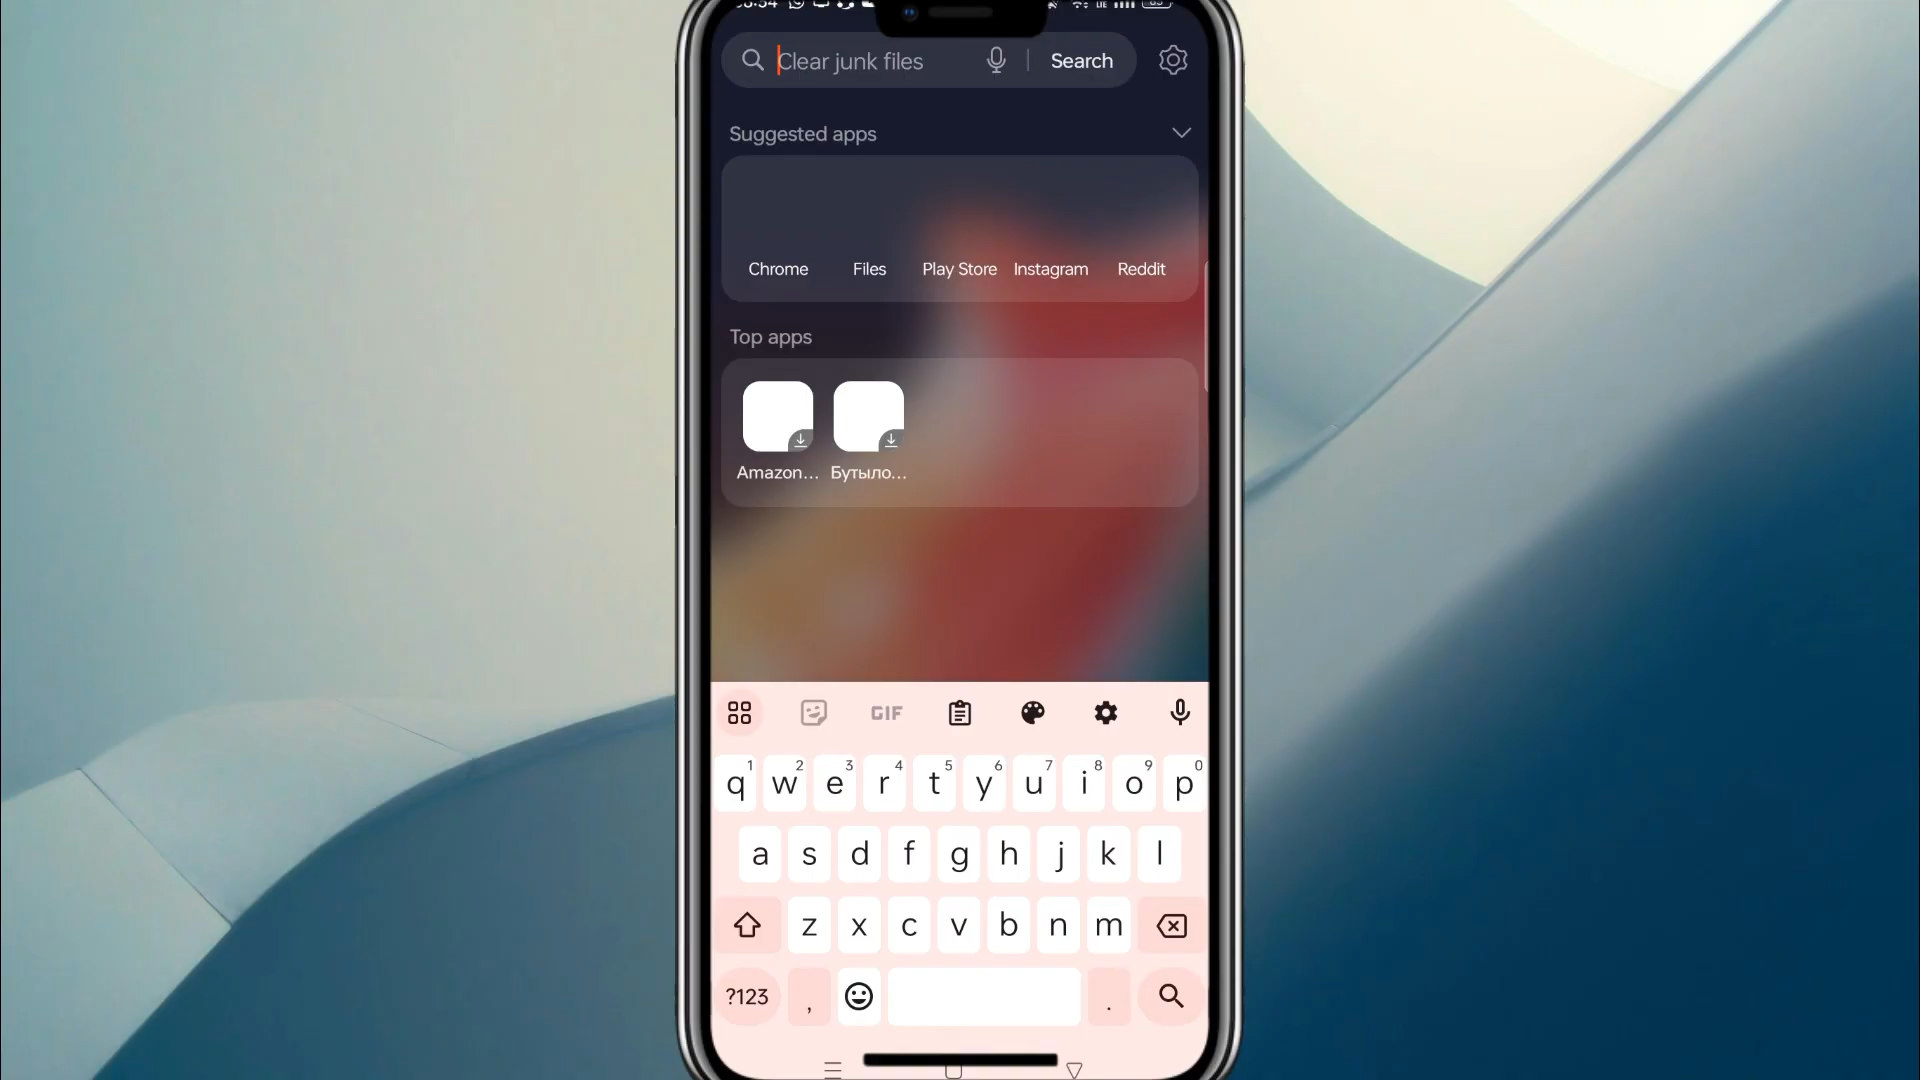 Clear junk files
Search
Suggested apps
Chrome Files Play Store Instagram Reddit
Top apps
Amazon... Бутыло...
GIF
1 2 3 4 5 6 7 8 9 0
q w e r t y u i o p
a s d f g h j k l
z x c v b n m
?123 , .